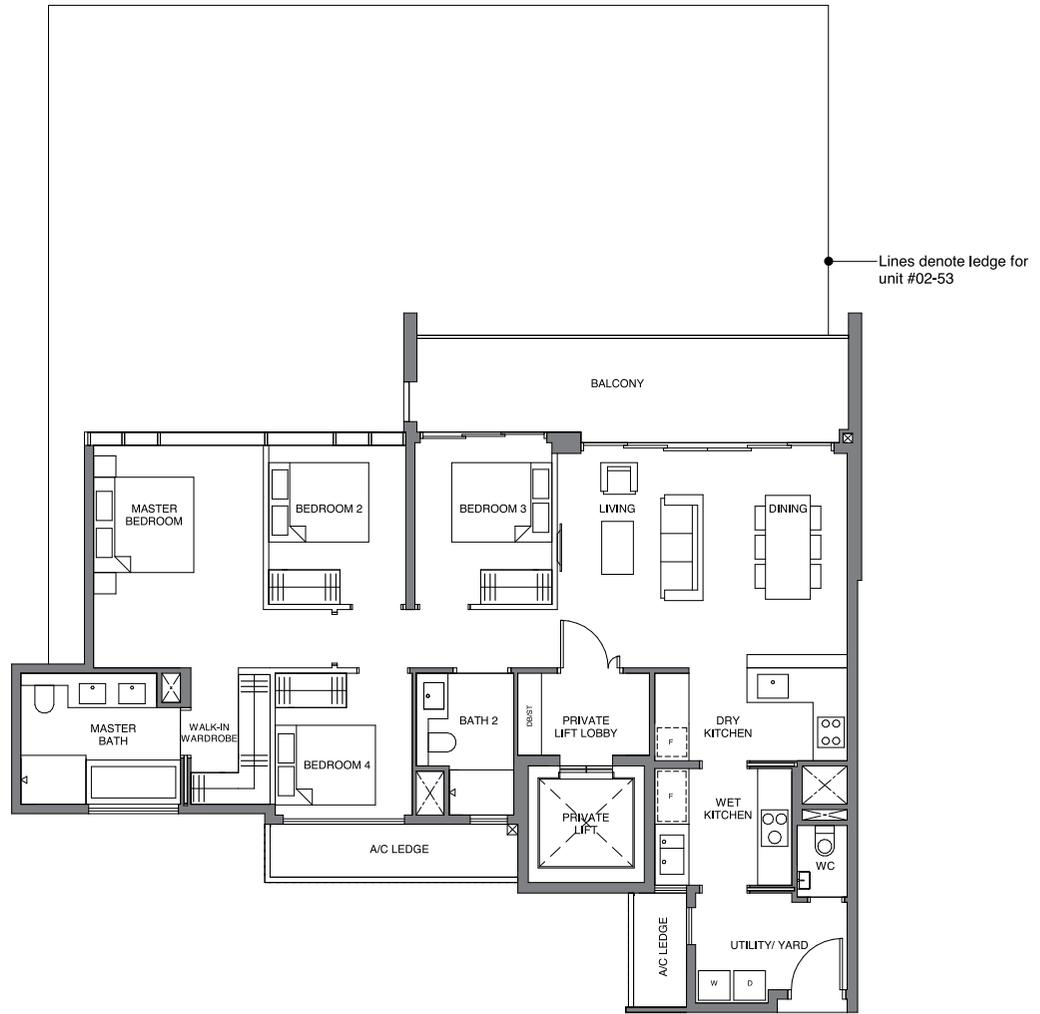 Lines denote ledge for
unit #02-53
BALCONY
MASTER
BEDROOM
BEDROOM 2
BEDROOM 3
LIVING
DINING
MASTER
BATH
WALK-IN
WARDROBE
BEDROOM 4
BATH 2
DB/ST
PRIVATE
LIFT LOBBY
F
DRY
KITCHEN
F
WET
KITCHEN
PRIVATE
LIFT
A/C LEDGE
WC
A/C LEDGE
UTILITY/ YARD
W
D